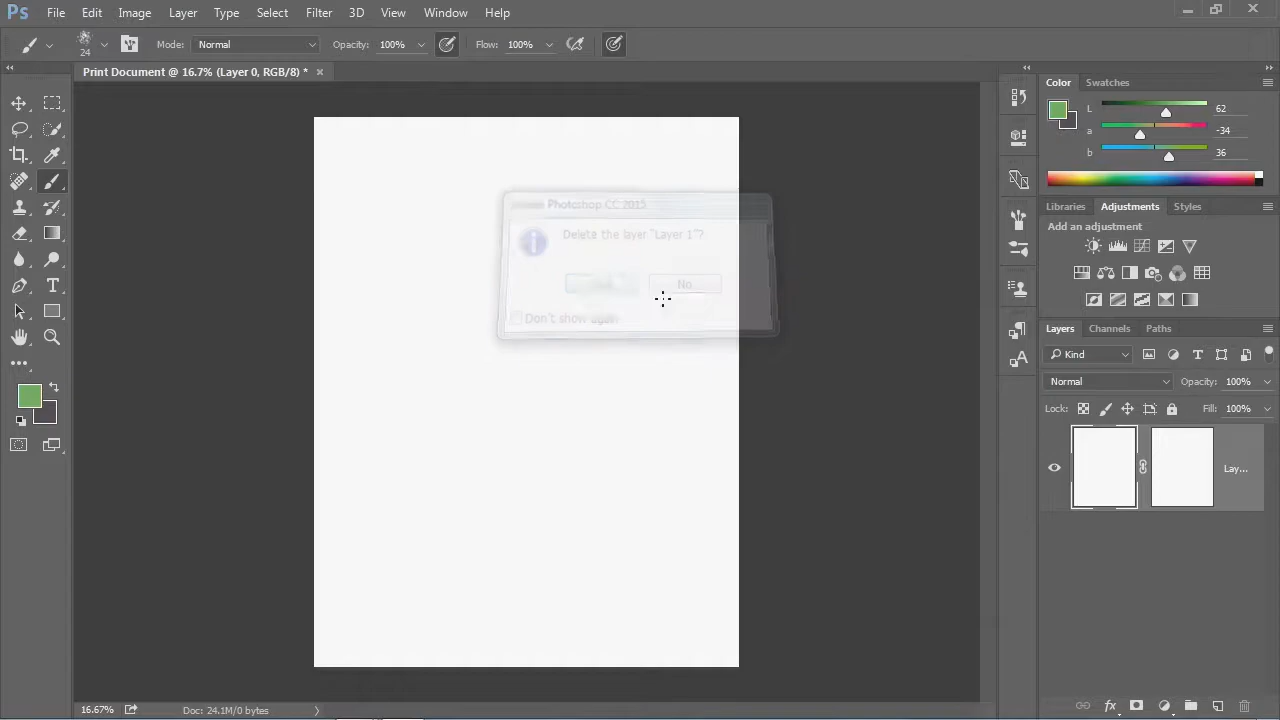 Ps File Edit Image Layer Type Select Filter 3D View Window Help
24 Mode: Normal Opacity: 100% Flow: 100%
Print Document @ 16.7% (Layer 0, RGB/8) * ×
Color Swatches
L 62
a -34
b 36
Libraries Adjustments Styles
Add an adjustment
Photoshop CC 2015
Delete the layer "Layer 1"?
No
Don't show again
Layers Channels Paths
Kind
Normal Opacity: 100%
Lock: Fill: 100%
Lay...
16.67% Doc: 24.1M/0 bytes